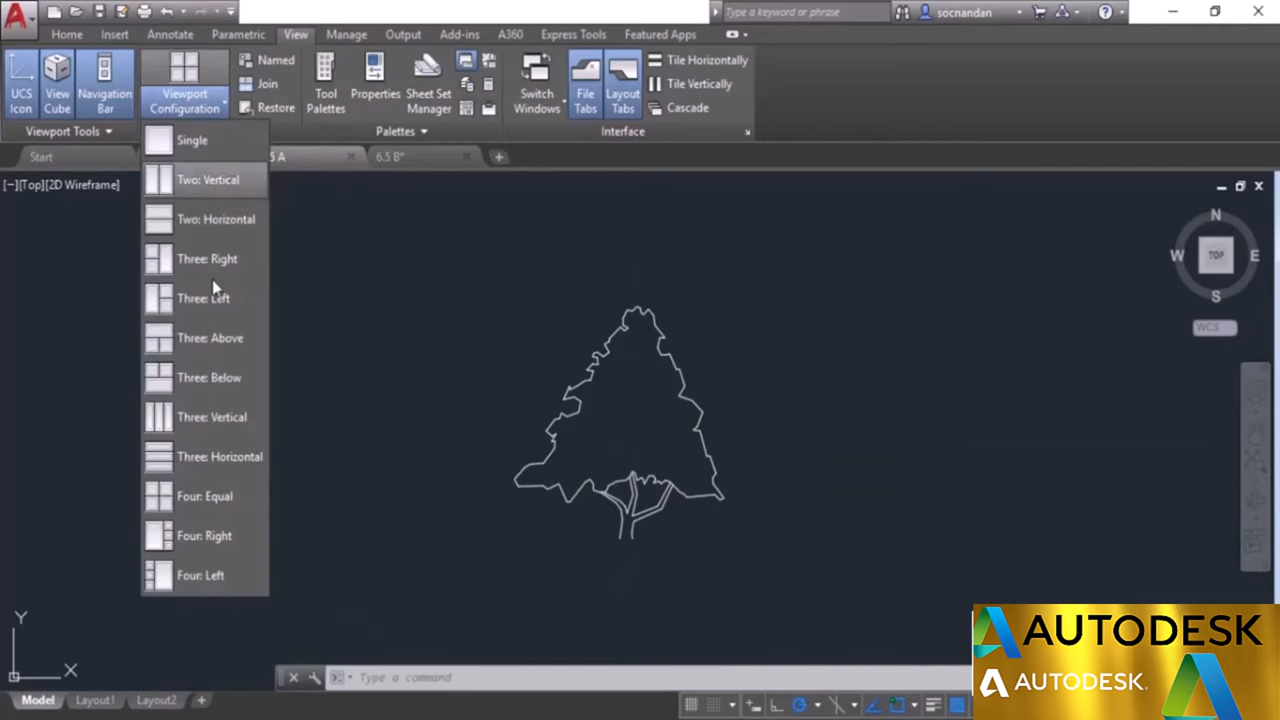 Type a keyword or phrase
socnandan
Home Insert Annotate Parametric View Manage Output Add-ins A360 Express Tools Featured Apps
UCS Icon
View Cube
Navigation Bar
Viewport Configuration
Named
Join
Restore
Tool Palettes
Properties
Sheet Set Manager
Switch Windows
File Tabs
Layout Tabs
Tile Horizontally
Tile Vertically
Cascade
Viewport Tools
Palettes
Interface
Start
5 A
6.5 B*
[−][Top][2D Wireframe]
Single
Two: Vertical
Two: Horizontal
Three: Right
Three: Left
Three: Above
Three: Below
Three: Vertical
Three: Horizontal
Four: Equal
Four: Right
Four: Left
N
W TOP E
S
WCS
Y
X
Type a command
Model Layout1 Layout2
AUTODESK
AUTODESK.